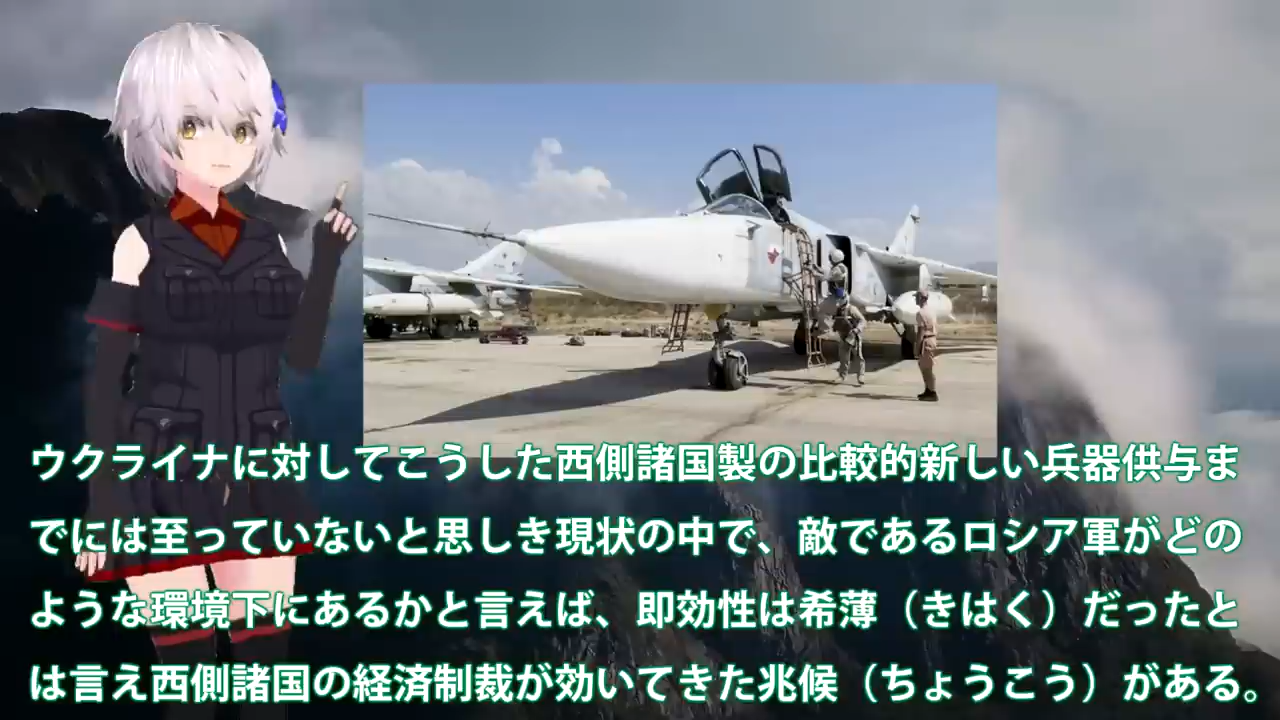 ウクライナに対してこうした西側諸国製の比較的新しい兵器供与ま
でには至っていないと思しき現状の中で、敵であるロシア軍がどの
ような環境下にあるかと言えば、即効性は希薄（きはく）だったと
は言え西側諸国の経済制裁が効いてきた兆候（ちょうこう）がある。